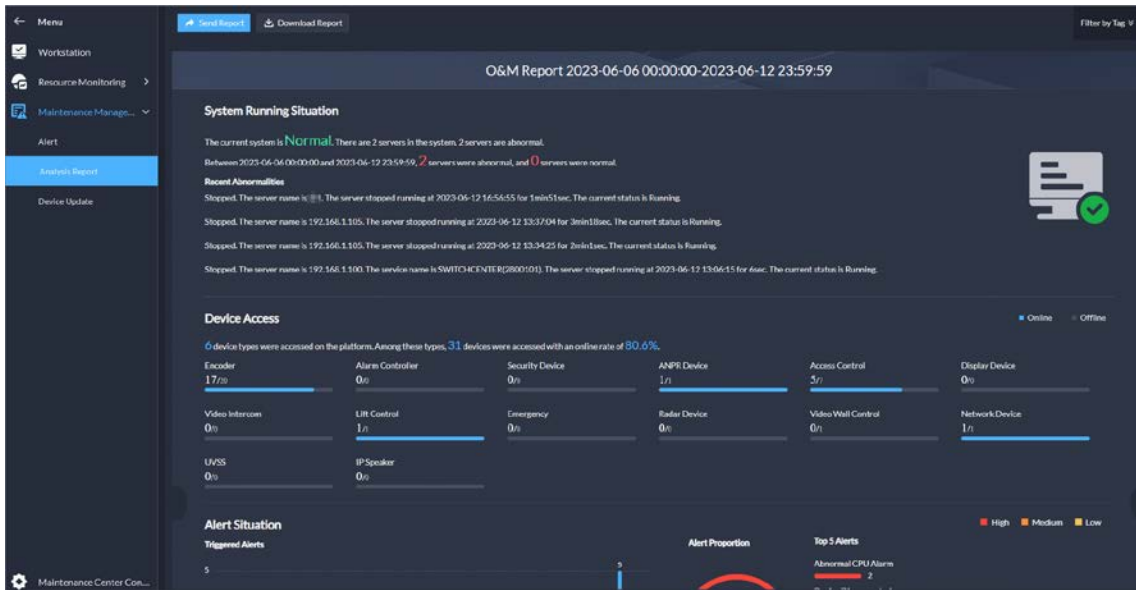 Menu
Send Report
Download Report
Filter by Tag
Workstation
Resource Monitoring
Maintenance Manage...
Alert
Analysis Report
Device Update
Maintenance Center Con...
O&M Report 2023-06-06 00:00:00-2023-06-12 23:59:59
System Running Situation
The current system is Normal. There are 2 servers in the system. 2 servers are abnormal.
Between 2023-06-06 00:00:00 and 2023-06-12 23:59:59, 2 servers were abnormal, and 0 servers were normal.
Recent Abnormalities
Stopped. The server name is The server stopped running at 2023-06-12 16:56:55 for 1min51sec. The current status is Running.
Stopped. The server name is 192.168.1.105. The server stopped running at 2023-06-12 13:37:04 for 3min18sec. The current status is Running.
Stopped. The server name is 192.168.1.105. The server stopped running at 2023-06-12 13:34:25 for 2min1sec. The current status is Running.
Stopped. The server name is 192.168.1.100. The service name is SWITCHCENTER(2800101). The server stopped running at 2023-06-12 13:06:15 for 6sec. The current status is Running.
Device Access
Online
Offline
6 device types were accessed on the platform. Among these types, 31 devices were accessed with an online rate of 80.6%.
Encoder
Alarm Controller
Security Device
ANPR Device
Access Control
Display Device
17/20
0/0
0/0
1/1
5/7
0/0
Video Intercom
Lift Control
Emergency
Radar Device
Video Wall Control
Network Device
0/0
1/1
0/0
0/0
0/1
1/1
UVSS
IP Speaker
0/0
0/0
Alert Situation
High
Medium
Low
Triggered Alerts
Alert Proportion
Top 5 Alerts
5
5
Abnormal CPU Alarm
2